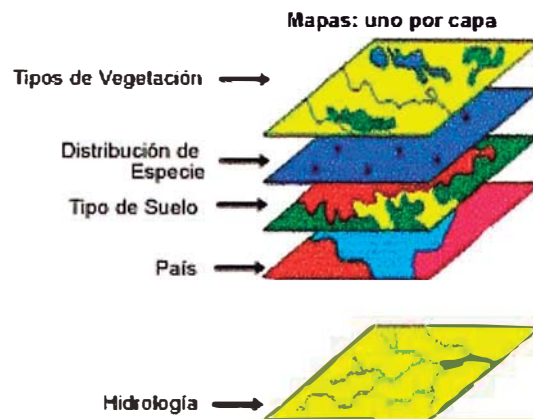 Mapas: uno por capa
Tipos de Vegetación
Distribución de
Especie
Tipo de Suelo
País
Hidrología